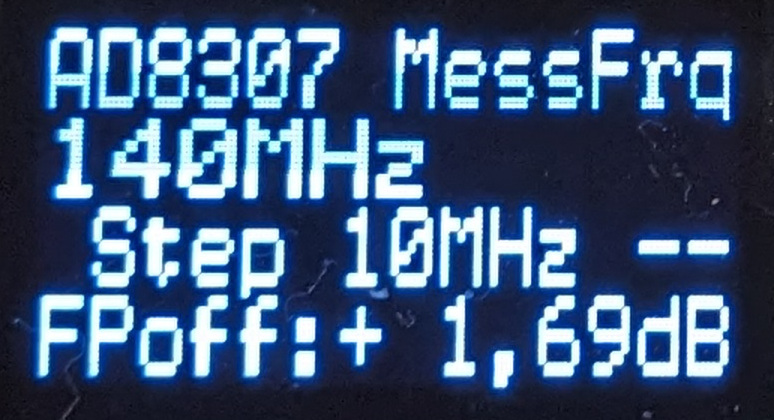 AD8307 MessFrq
140MHz
Step 10MHz --
FPoff:+ 1,69dB